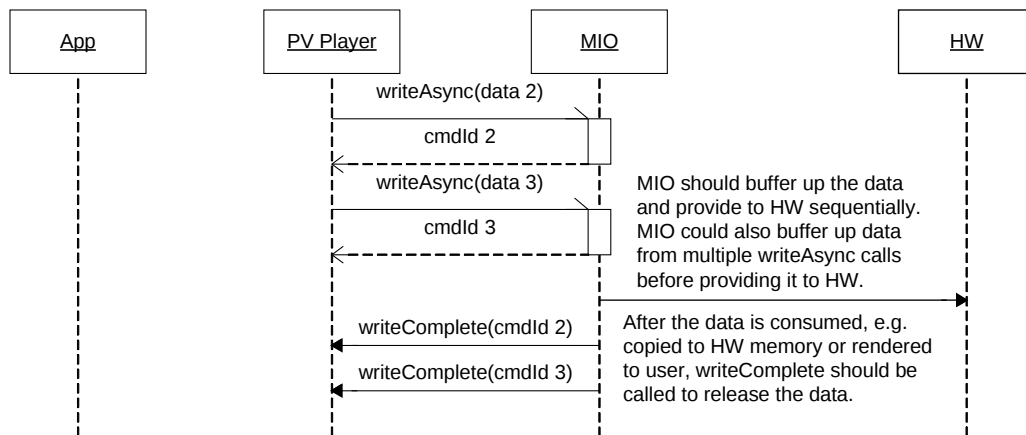 App
PV Player
MIO
HW
writeAsync(data 2)
cmdId 2
writeAsync(data 3)
cmdId 3
MIO should buffer up the data
and provide to HW sequentially.
MIO could also buffer up data
from multiple writeAsync calls
before providing it to HW.
writeComplete(cmdId 2)
writeComplete(cmdId 3)
After the data is consumed, e.g.
copied to HW memory or rendered
to user, writeComplete should be
called to release the data.